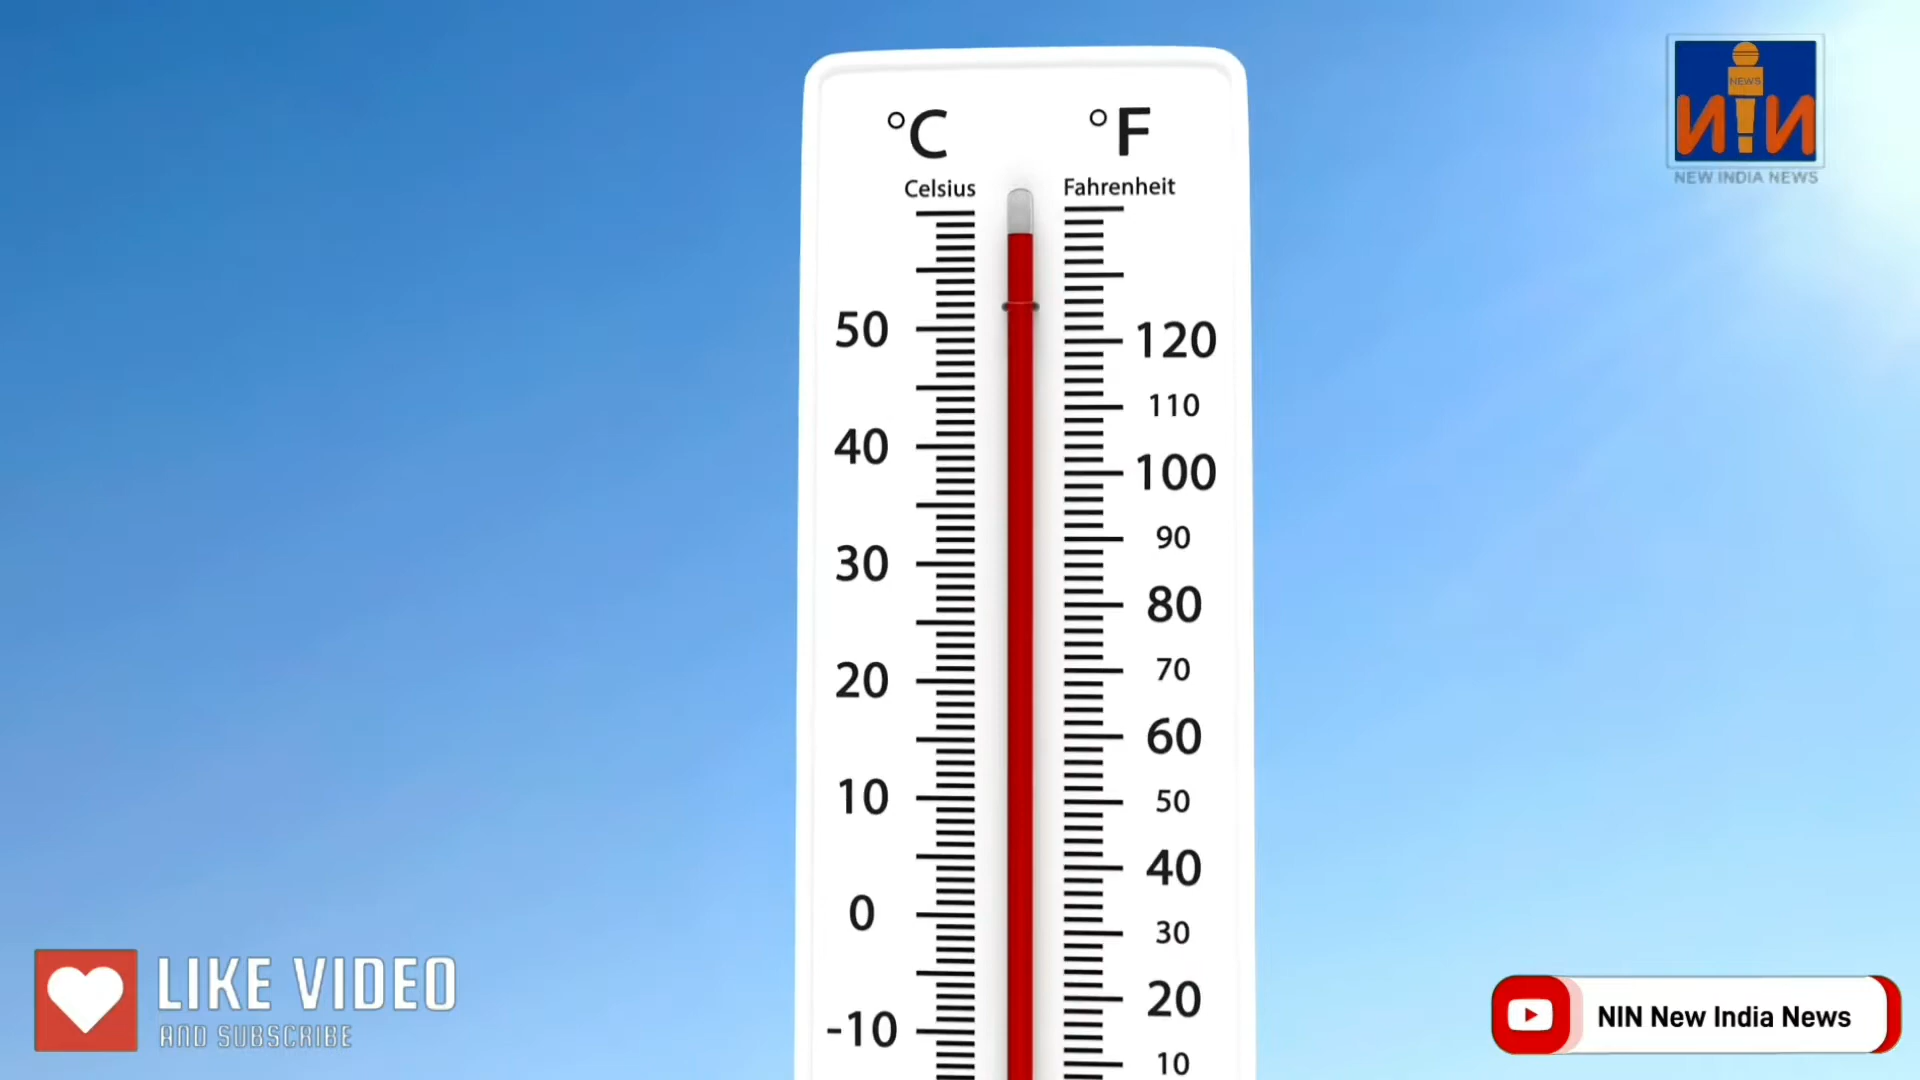 °C °F
Celsius Fahrenheit
50 120
110
40 100
90
30 80
70
20 60
10 50
40
0 30
20
-10 10
NEWS
NIN
NEW INDIA NEWS
LIKE VIDEO
AND SUBSCRIBE
NIN New India News